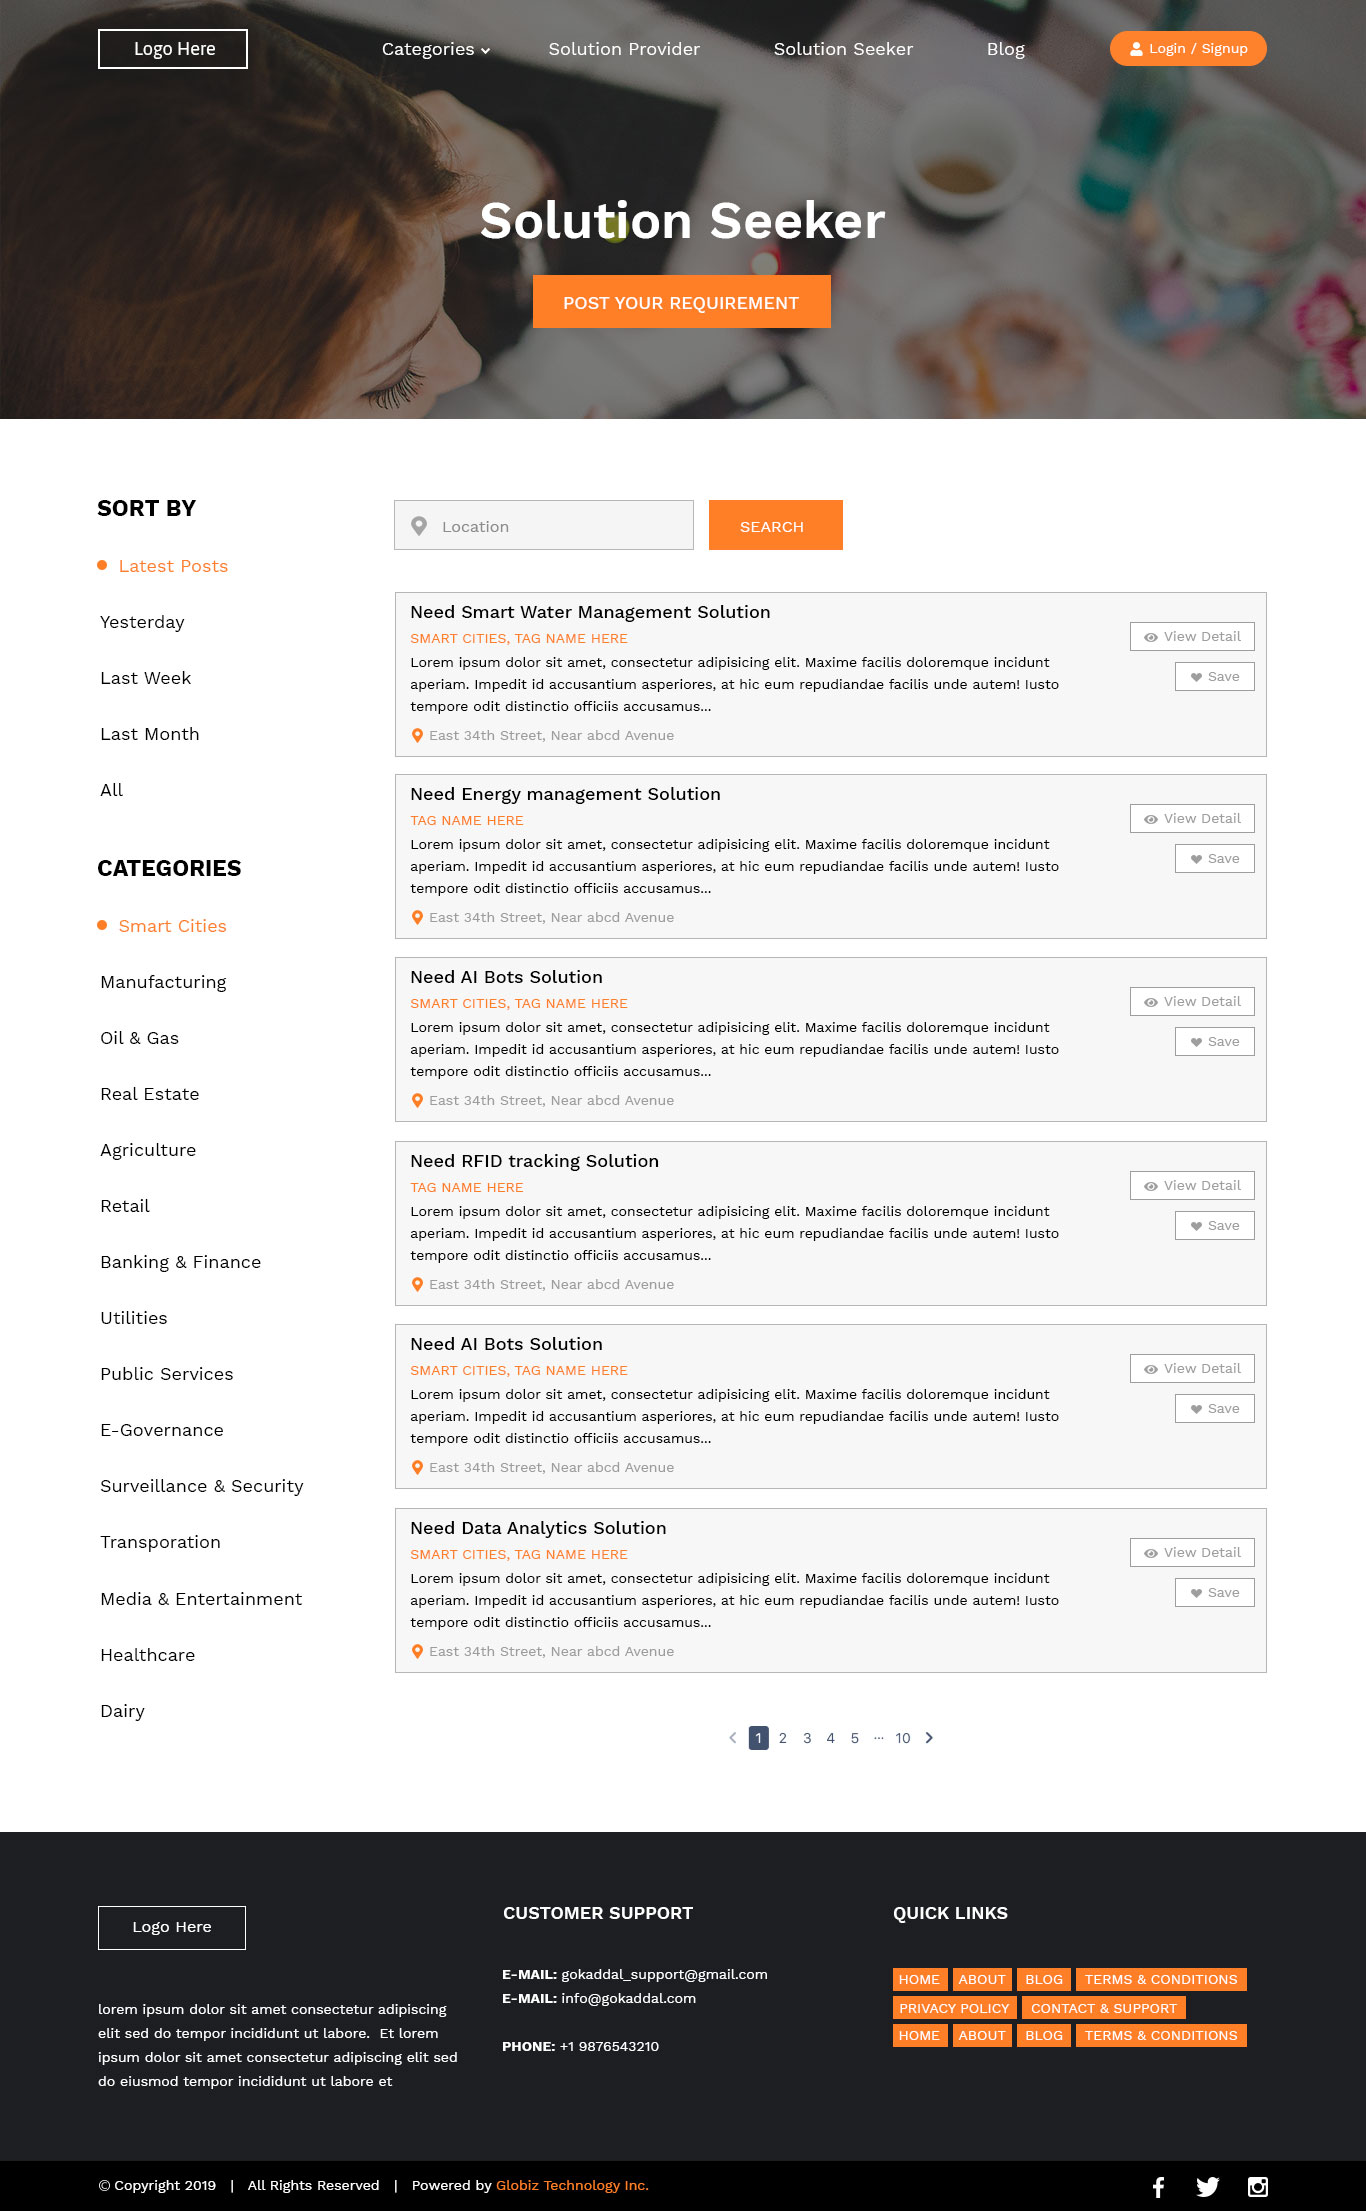 Logo Here
Categories
Solution Provider
Solution Seeker
Blog
Login / Signup
Solution Seeker
POST YOUR REQUIREMENT
SORT BY
Latest Posts
Yesterday
Last Week
Last Month
All
CATEGORIES
Smart Cities
Manufacturing
Oil & Gas
Real Estate
Agriculture
Retail
Banking & Finance
Utilities
Public Services
E-Governance
Surveillance & Security
Transporation
Media & Entertainment
Healthcare
Dairy
Location
SEARCH
Need Smart Water Management Solution
SMART CITIES, TAG NAME HERE
Lorem ipsum dolor sit amet, consectetur adipisicing elit. Maxime facilis doloremque incidunt
aperiam. Impedit id accusantium asperiores, at hic eum repudiandae facilis unde autem! Iusto
tempore odit distinctio officiis accusamus...
East 34th Street, Near abcd Avenue
View Detail
Save
Need Energy management Solution
TAG NAME HERE
Lorem ipsum dolor sit amet, consectetur adipisicing elit. Maxime facilis doloremque incidunt
aperiam. Impedit id accusantium asperiores, at hic eum repudiandae facilis unde autem! Iusto
tempore odit distinctio officiis accusamus...
East 34th Street, Near abcd Avenue
View Detail
Save
Need AI Bots Solution
SMART CITIES, TAG NAME HERE
Lorem ipsum dolor sit amet, consectetur adipisicing elit. Maxime facilis doloremque incidunt
aperiam. Impedit id accusantium asperiores, at hic eum repudiandae facilis unde autem! Iusto
tempore odit distinctio officiis accusamus...
East 34th Street, Near abcd Avenue
View Detail
Save
Need RFID tracking Solution
TAG NAME HERE
Lorem ipsum dolor sit amet, consectetur adipisicing elit. Maxime facilis doloremque incidunt
aperiam. Impedit id accusantium asperiores, at hic eum repudiandae facilis unde autem! Iusto
tempore odit distinctio officiis accusamus...
East 34th Street, Near abcd Avenue
View Detail
Save
Need AI Bots Solution
SMART CITIES, TAG NAME HERE
Lorem ipsum dolor sit amet, consectetur adipisicing elit. Maxime facilis doloremque incidunt
aperiam. Impedit id accusantium asperiores, at hic eum repudiandae facilis unde autem! Iusto
tempore odit distinctio officiis accusamus...
East 34th Street, Near abcd Avenue
View Detail
Save
Need Data Analytics Solution
SMART CITIES, TAG NAME HERE
Lorem ipsum dolor sit amet, consectetur adipisicing elit. Maxime facilis doloremque incidunt
aperiam. Impedit id accusantium asperiores, at hic eum repudiandae facilis unde autem! Iusto
tempore odit distinctio officiis accusamus...
East 34th Street, Near abcd Avenue
View Detail
Save
1 2 3 4 5 ... 10
Logo Here
lorem ipsum dolor sit amet consectetur adipiscing
elit sed do tempor incididunt ut labore. Et lorem
ipsum dolor sit amet consectetur adipiscing elit sed
do eiusmod tempor incididunt ut labore et
CUSTOMER SUPPORT
E-MAIL: gokaddal_support@gmail.com
E-MAIL: info@gokaddal.com
PHONE: +1 9876543210
QUICK LINKS
HOME ABOUT BLOG TERMS & CONDITIONS
PRIVACY POLICY CONTACT & SUPPORT
HOME ABOUT BLOG TERMS & CONDITIONS
© Copyright 2019 | All Rights Reserved | Powered by Globiz Technology Inc.